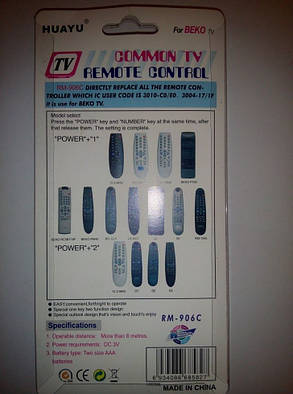 HUAYU
For BEKO TV
TV
COMMON TV
REMOTE CONTROL
RM-906C DIRECTLY REPLACE ALL THE REMOTE CON-
TROLLER WHICH IC USER CODE IS 3010-C0/E0. 2004-17/1F
It is use for BEKO TV.
Model select
Press the "POWER" key and "NUMBER" key at the same time, after
that release them. The setting is complete.
"POWER"+"1"
"POWER"+"2"
EASY convenient, forthright to operate
Special one key two function design
Special outlook design that's vision and touch's enjoy
RM-906C
Specifications
1. Operable distance: More than 8 metres.
2. Power requirements: DC 3V
3. Battery type: Two size AAA
batteries